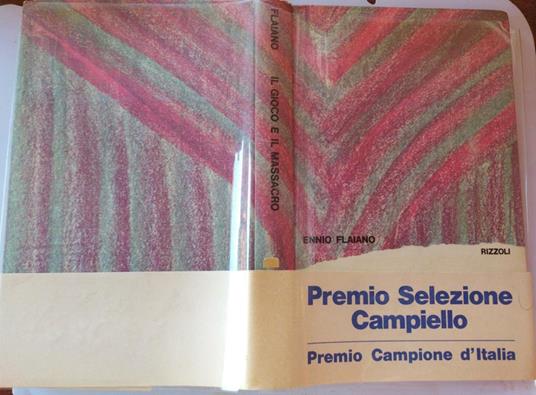 FLAIANO IL GIOCO E IL MASSACRO
ENNIO FLAIANO
RIZZOLI
Premio Selezione
Campiello
Premio Campione d'Italia